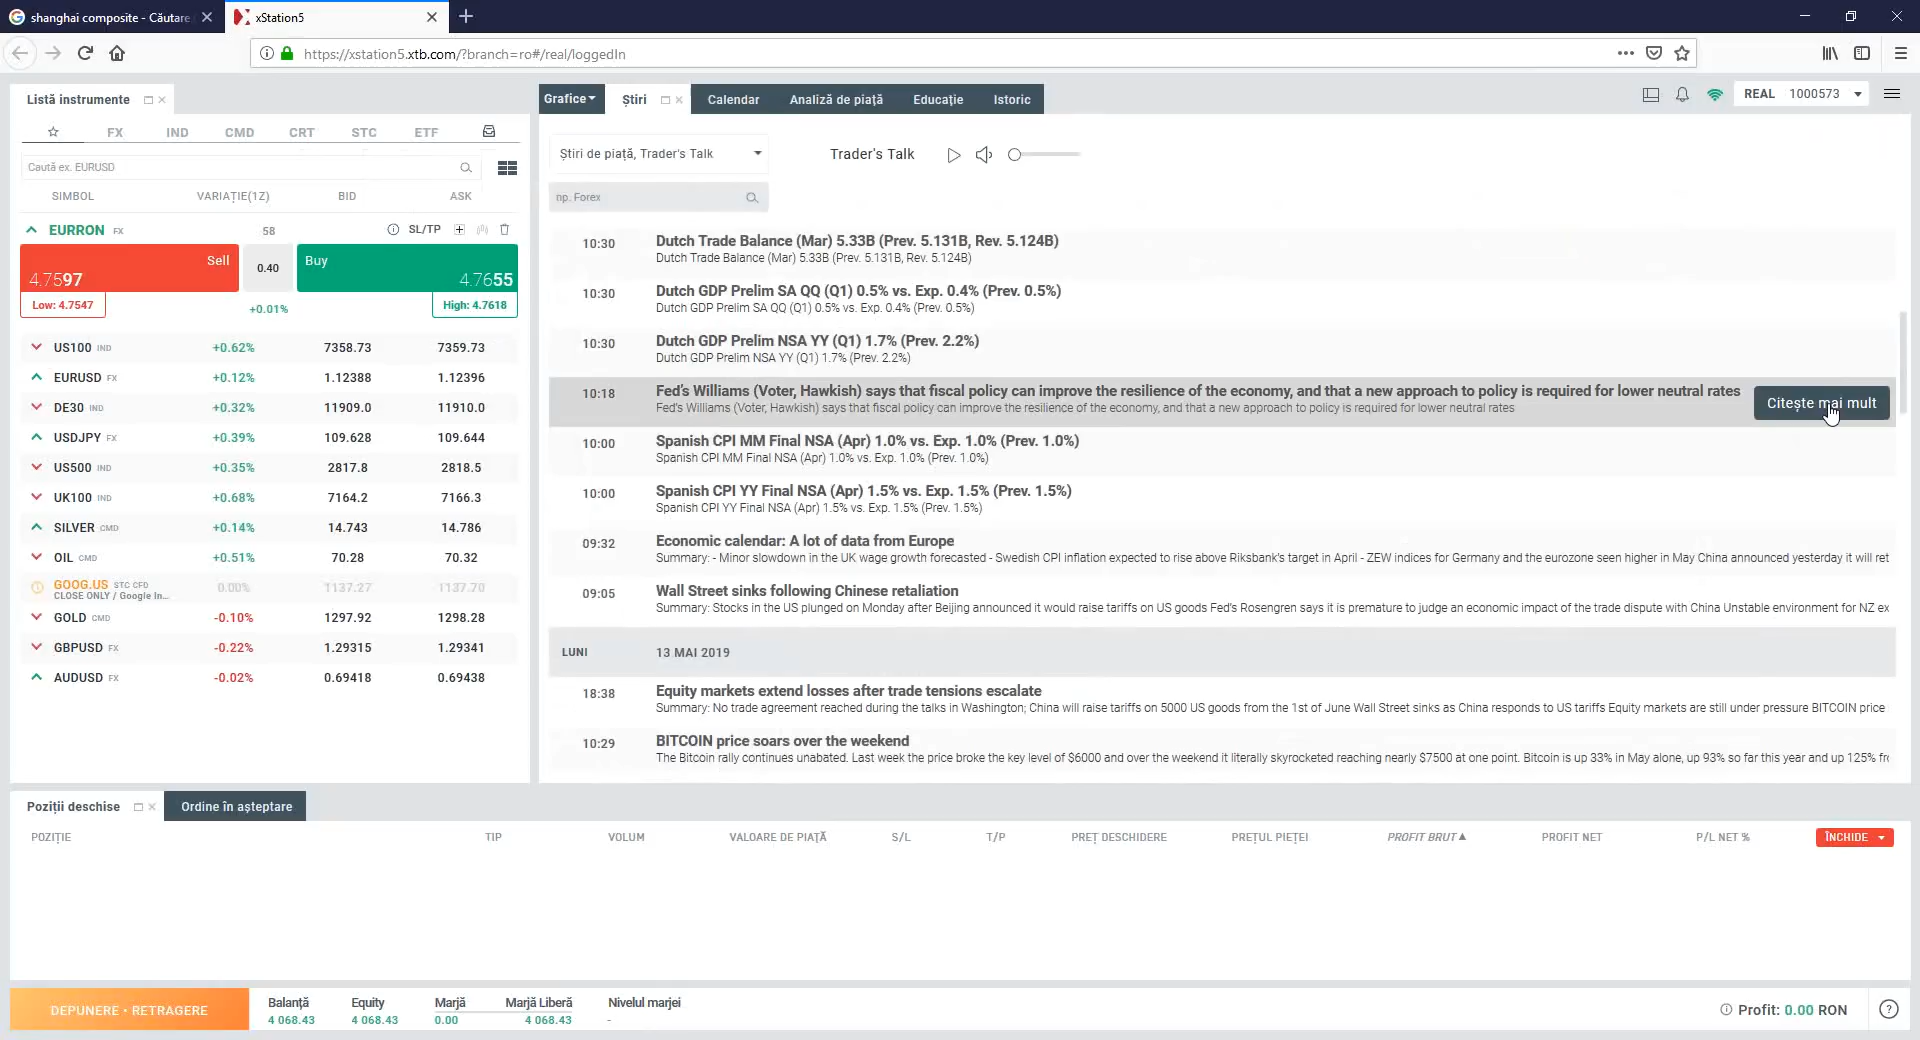 shanghai composite - Căutare
xStation5
https://xstation5.xtb.com/?branch=ro#/real/loggedIn
Listă instrumente
Grafice
Știri
Calendar
Analiză de piață
Educație
Istoric
REAL 1000573
FX IND CMD CRT STC ETF
Caută ex. EURUSD
SIMBOL VARIAȚIE(1Z) BID ASK
EURRON FX 58 SL/TP
Sell 0.40 Buy
4.7597 4.7655
Low: 4.7547 +0.01% High: 4.7618
US100 IND +0.62% 7358.73 7359.73
EURUSD FX +0.12% 1.12388 1.12396
DE30 IND +0.32% 11909.0 11910.0
USDJPY FX +0.39% 109.628 109.644
US500 IND +0.35% 2817.8 2818.5
UK100 IND +0.68% 7164.2 7166.3
SILVER CMD +0.14% 14.743 14.786
OIL CMD +0.51% 70.28 70.32
GOOG.US STC CFD 0.00% 1137.27 1137.70
CLOSE ONLY / Google In...
GOLD CMD -0.10% 1297.92 1298.28
GBPUSD FX -0.22% 1.29315 1.29341
AUDUSD FX -0.02% 0.69418 0.69438
Știri de piață, Trader's Talk
Trader's Talk
np. Forex
10:30 Dutch Trade Balance (Mar) 5.33B (Prev. 5.131B, Rev. 5.124B)
Dutch Trade Balance (Mar) 5.33B (Prev. 5.131B, Rev. 5.124B)
10:30 Dutch GDP Prelim SA QQ (Q1) 0.5% vs. Exp. 0.4% (Prev. 0.5%)
Dutch GDP Prelim SA QQ (Q1) 0.5% vs. Exp. 0.4% (Prev. 0.5%)
10:30 Dutch GDP Prelim NSA YY (Q1) 1.7% (Prev. 2.2%)
Dutch GDP Prelim NSA YY (Q1) 1.7% (Prev. 2.2%)
10:18 Fed's Williams (Voter, Hawkish) says that fiscal policy can improve the resilience of the economy, and that a new approach to policy is required for lower neutral rates
Fed's Williams (Voter, Hawkish) says that fiscal policy can improve the resilience of the economy, and that a new approach to policy is required for lower neutral rates
Citește mai mult
10:00 Spanish CPI MM Final NSA (Apr) 1.0% vs. Exp. 1.0% (Prev. 1.0%)
Spanish CPI MM Final NSA (Apr) 1.0% vs. Exp. 1.0% (Prev. 1.0%)
10:00 Spanish CPI YY Final NSA (Apr) 1.5% vs. Exp. 1.5% (Prev. 1.5%)
Spanish CPI YY Final NSA (Apr) 1.5% vs. Exp. 1.5% (Prev. 1.5%)
09:32 Economic calendar: A lot of data from Europe
Summary: - Minor slowdown in the UK wage growth forecasted - Swedish CPI inflation expected to rise above Riksbank's target in April - ZEW indices for Germany and the eurozone seen higher in May China announced yesterday it will ret
09:05 Wall Street sinks following Chinese retaliation
Summary: Stocks in the US plunged on Monday after Beijing announced it would raise tariffs on US goods Fed's Rosengren says it is premature to judge an economic impact of the trade dispute with China Unstable environment for NZ ex
LUNI 13 MAI 2019
18:38 Equity markets extend losses after trade tensions escalate
Summary: No trade agreement reached during the talks in Washington; China will raise tariffs on 5000 US goods from the 1st of June Wall Street sinks as China responds to US tariffs Equity markets are still under pressure BITCOIN price
10:29 BITCOIN price soars over the weekend
The Bitcoin rally continues unabated. Last week the price broke the key level of $6000 and over the weekend it literally skyrocketed reaching nearly $7500 at one point. Bitcoin is up 33% in May alone, up 93% so far this year and up 125% fr
Poziții deschise
Ordine în așteptare
POZIȚIE TIP VOLUM VALOARE DE PIAȚĂ S/L T/P PREȚ DESCHIDERE PREȚUL PIEȚEI PROFIT BRUT PROFIT NET P/L NET % ÎNCHIDE
DEPUNERE • RETRAGERE
Balanță Equity Marjă Marjă Liberă Nivelul marjei
4 068.43 4 068.43 0.00 4 068.43 -
Profit: 0.00 RON